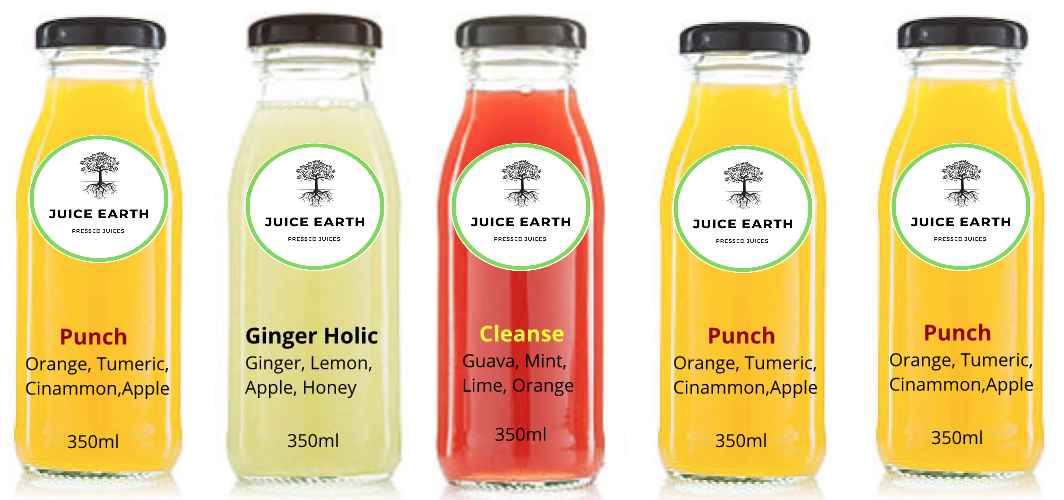 JUICE EARTH
PRESSED JUICES
Punch
Orange, Tumeric,
Cinammon,Apple
350ml
JUICE EARTH
PRESSED JUICES
Ginger Holic
Ginger, Lemon,
Apple, Honey
350ml
JUICE EARTH
PRESSED JUICES
Cleanse
Guava, Mint,
Lime, Orange
350ml
JUICE EARTH
PRESSED JUICES
Punch
Orange, Tumeric,
Cinammon,Apple
350ml
JUICE EARTH
PRESSED JUICES
Punch
Orange, Tumeric,
Cinammon,Apple
350ml